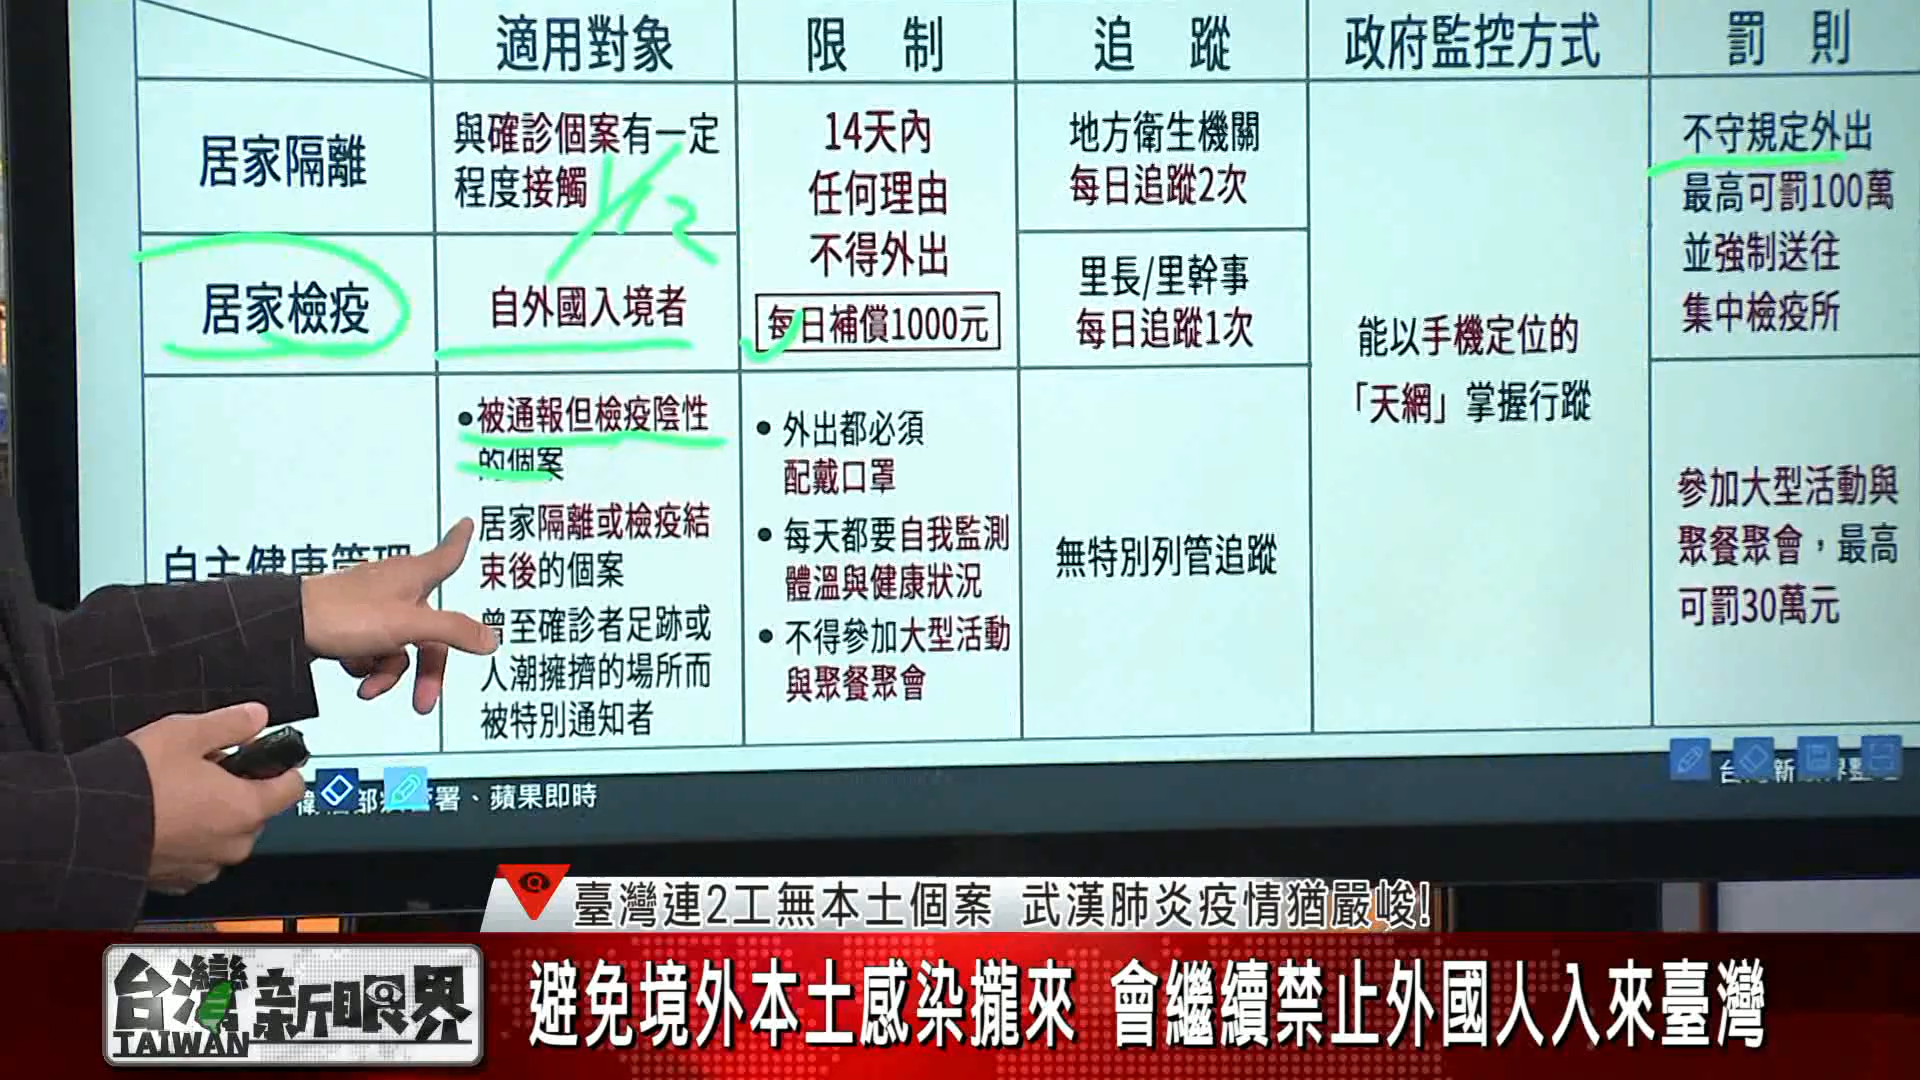 適用對象
限 制
追 蹤
政府監控方式
罰 則
居家隔離
與確診個案有一定
程度接觸
14天內
任何理由
不得外出
每日補償1000元
地方衛生機關
每日追蹤2次
不守規定外出
最高可罰100萬
並強制送往
集中檢疫所
居家檢疫
自外國入境者
里長/里幹事
每日追蹤1次
能以手機定位的
「天網」掌握行蹤
自主健康管理
•被通報但檢疫陰性
的個案
居家隔離或檢疫結
束後的個案
曾至確診者足跡或
人潮擁擠的場所而
被特別通知者
•外出都必須
配戴口罩
•每天都要自我監測
體溫與健康狀況
•不得參加大型活動
與聚餐聚會
無特別列管追蹤
參加大型活動與
聚餐聚會，最高
可罰30萬元
1/12
署、蘋果即時
臺灣連2工無本土個案 武漢肺炎疫情猶嚴峻!
避免境外本土感染攏來 會繼續禁止外國人入來臺灣
台灣新眼界
TAIWAN